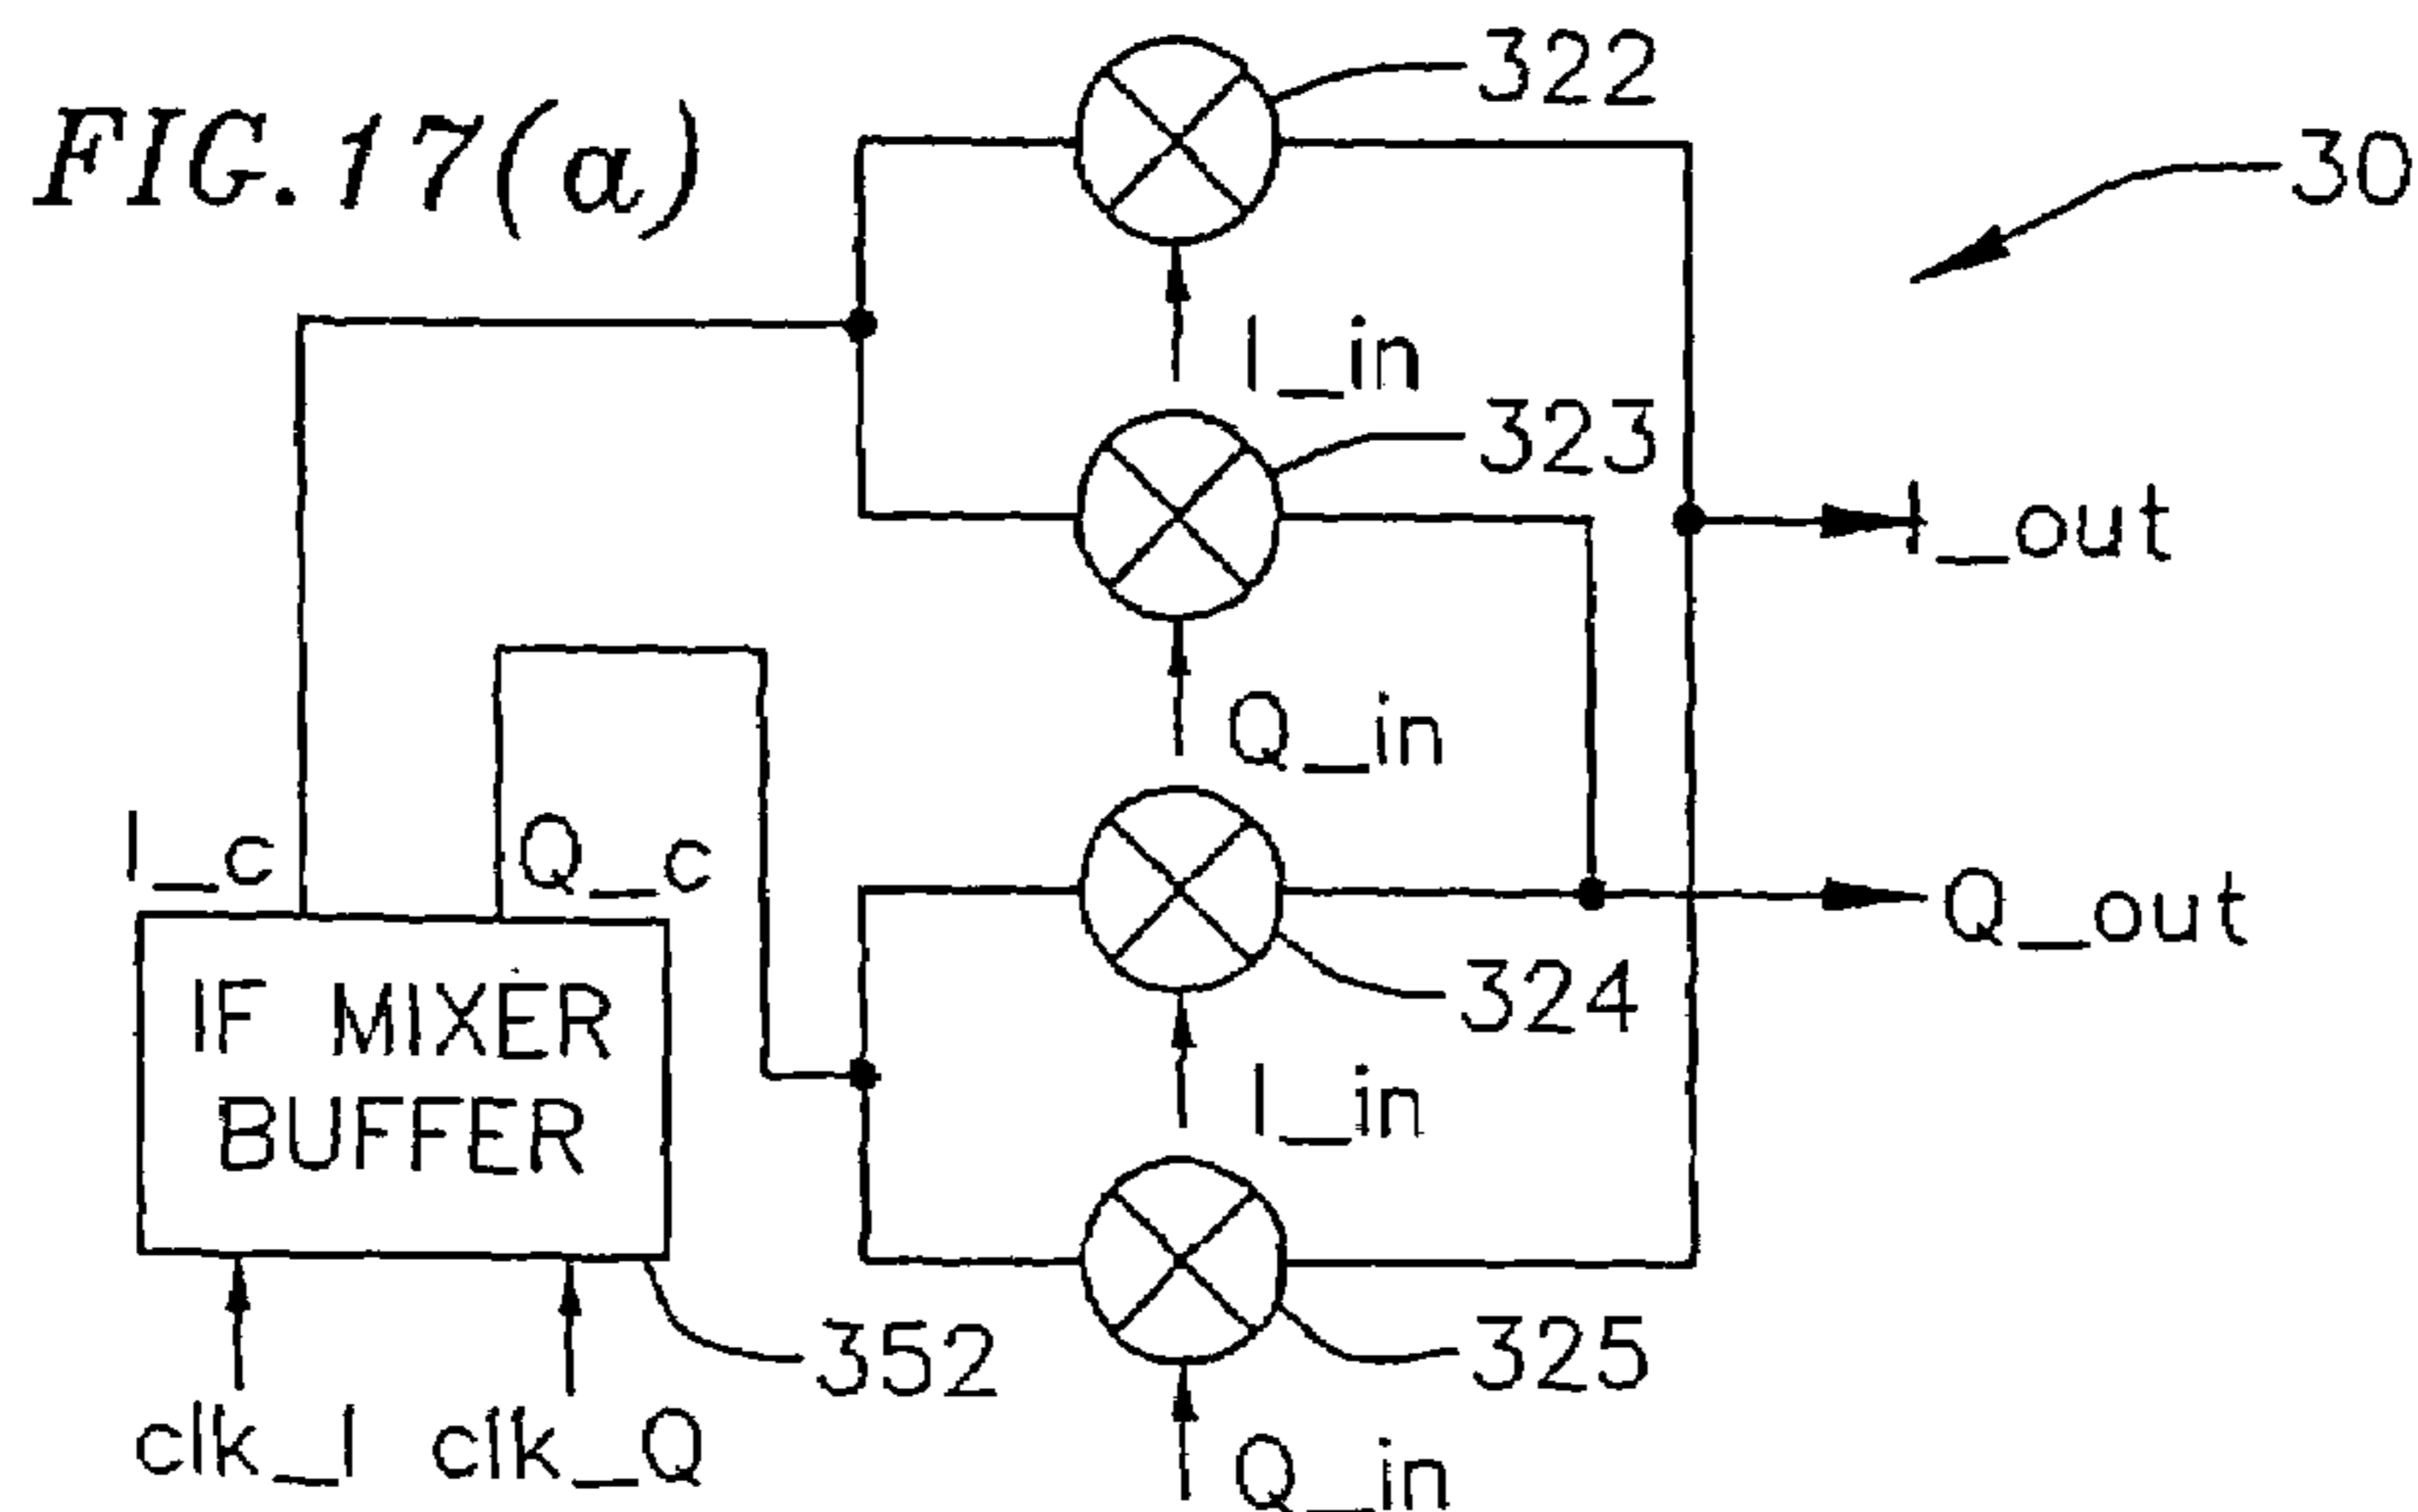 FIG. 17(a)
322
30
I_in
323
I_out
Q_in
I_c
Q_c
Q_out
IF MIXER
BUFFER
324
I_in
352
325
clk_I
clk_Q
Q_in